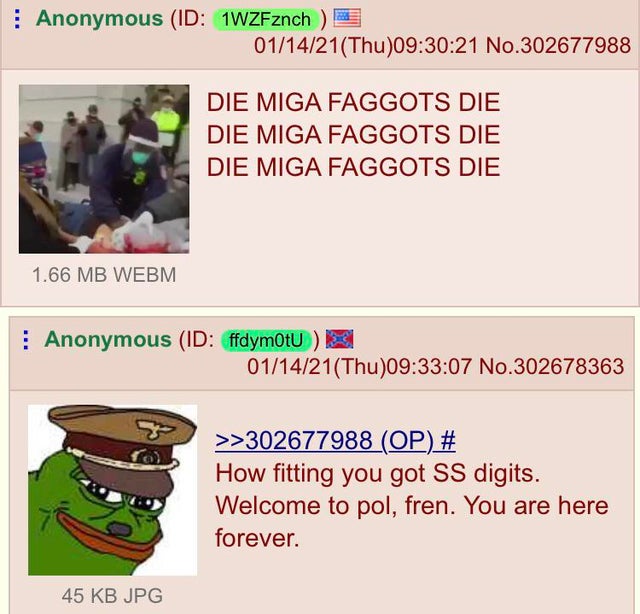 Anonymous (ID: 1WZFznch)
01/14/21(Thu)09:30:21 No.302677988
DIE MIGA FAGGOTS DIE
DIE MIGA FAGGOTS DIE
DIE MIGA FAGGOTS DIE
1.66 MB WEBM
Anonymous (ID: ffdym0tU)
01/14/21(Thu)09:33:07 No.302678363
>>302677988 (OP) #
How fitting you got SS digits.
Welcome to pol, fren. You are here
forever.
45 KB JPG